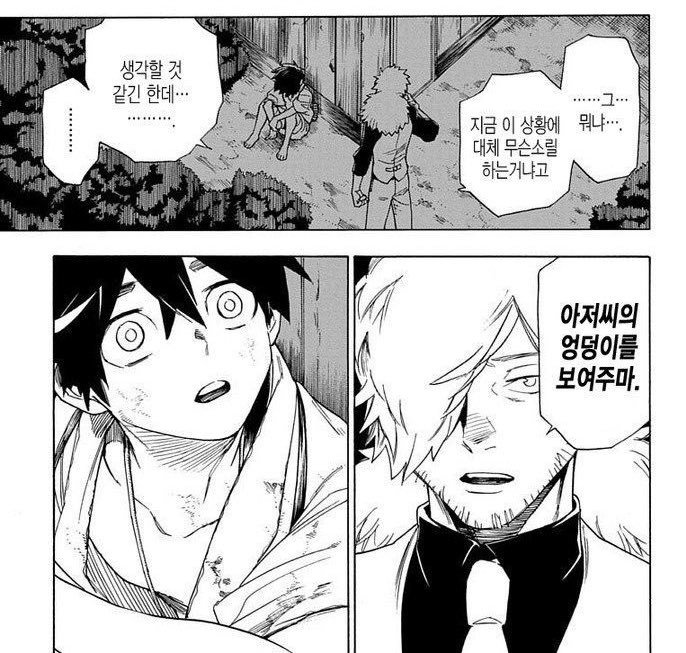 ……그…
뭐냐….
지금 이 상황에
대체 무슨소릴
하는거냐고
생각할 것
같긴 한데…
……….
………
아저씨의
엉덩이를
보여주마.